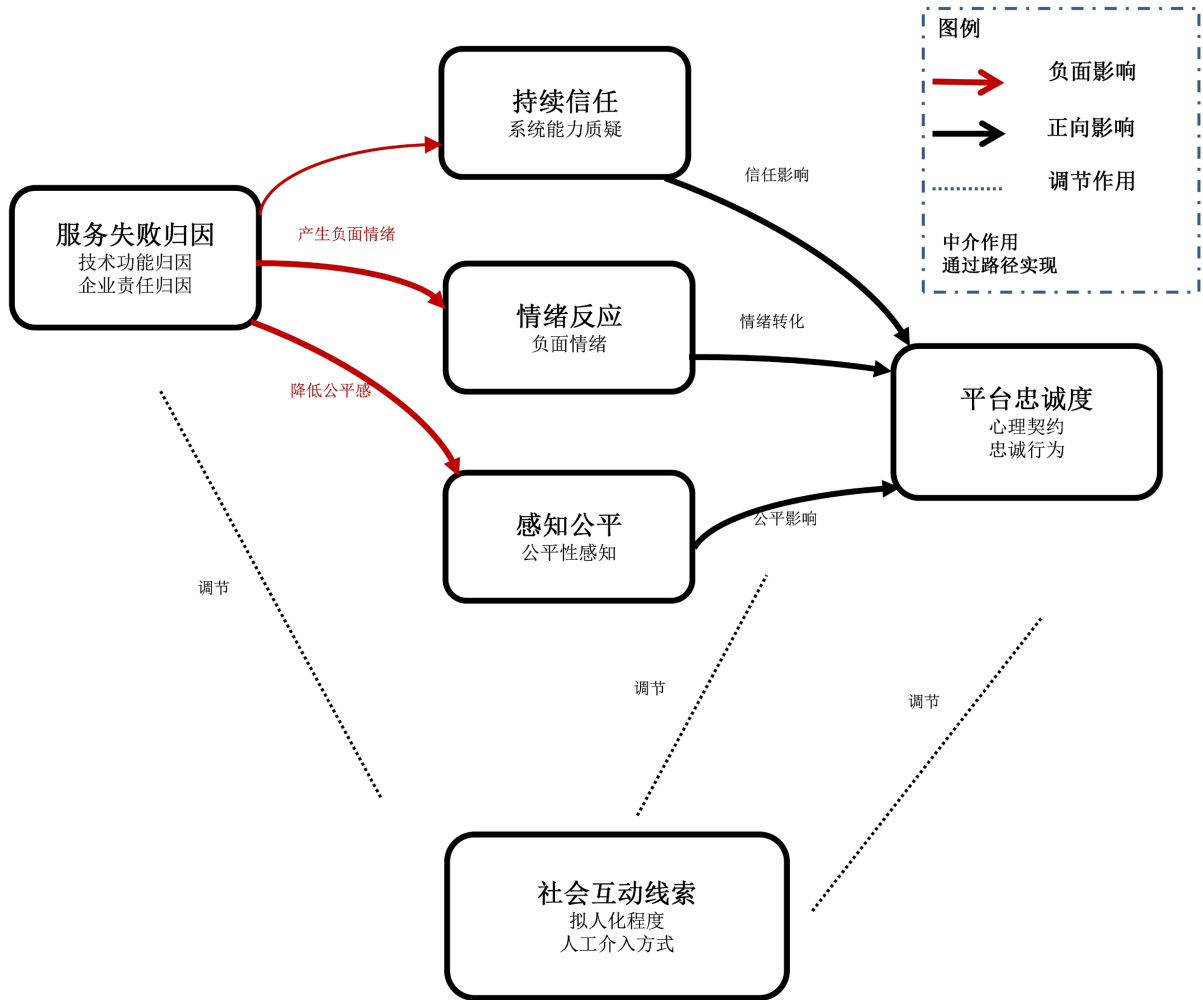 图例
负面影响
正向影响
调节作用
中介作用
通过路径实现
持续信任
系统能力质疑
信任影响
服务失败归因
技术功能归因
企业责任归因
产生负面情绪
情绪反应
负面情绪
情绪转化
降低公平感
平台忠诚度
心理契约
忠诚行为
感知公平
公平性感知
公平影响
调节
调节
调节
社会互动线索
拟人化程度
人工介入方式